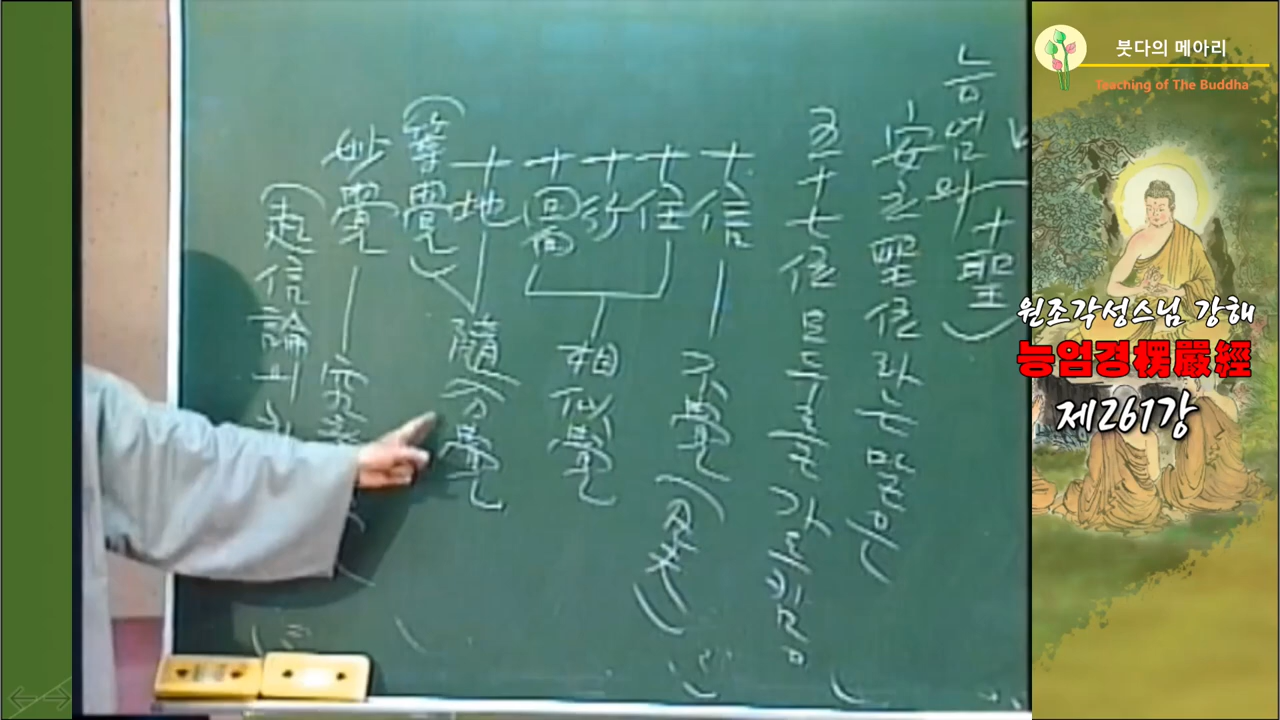 붓다의 메아리
Teaching of The Buddha
원조각성스님 강해
능엄경楞嚴經
제261강
능엄와
十聖)
安立聖位라는 말은
五十七位 모두를 가르킴
十信 — 不覺
十住
十行
十回向
相似覺
十地
(等覺)
隨分覺
妙覺
(起信論